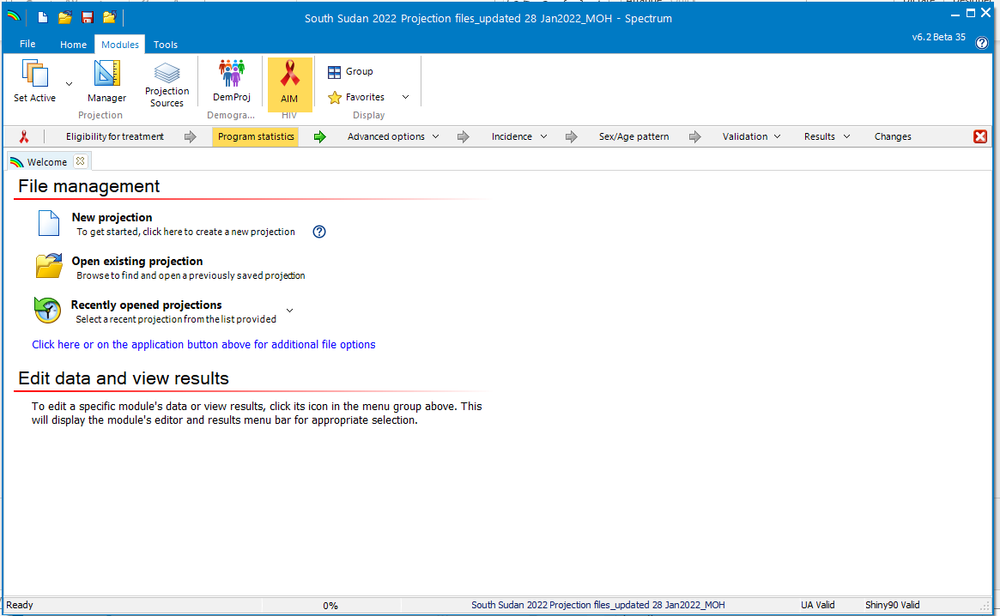 South Sudan 2022 Projection files_updated 28 Jan2022_MOH - Spectrum
File Home Modules Tools
v6.2 Beta 35
Set Active
Manager
Projection Sources
Projection
DemProj
Demogra...
AIM
HIV
Group
Favorites
Display
Eligibility for treatment Program statistics Advanced options Incidence Sex/Age pattern Validation Results Changes
Welcome
File management
New projection
To get started, click here to create a new projection
Open existing projection
Browse to find and open a previously saved projection
Recently opened projections
Select a recent projection from the list provided
Click here or on the application button above for additional file options
Edit data and view results
To edit a specific module's data or view results, click its icon in the menu group above. This
will display the module's editor and results menu bar for appropriate selection.
Ready 0% South Sudan 2022 Projection files_updated 28 Jan2022_MOH UA Valid Shiny90 Valid